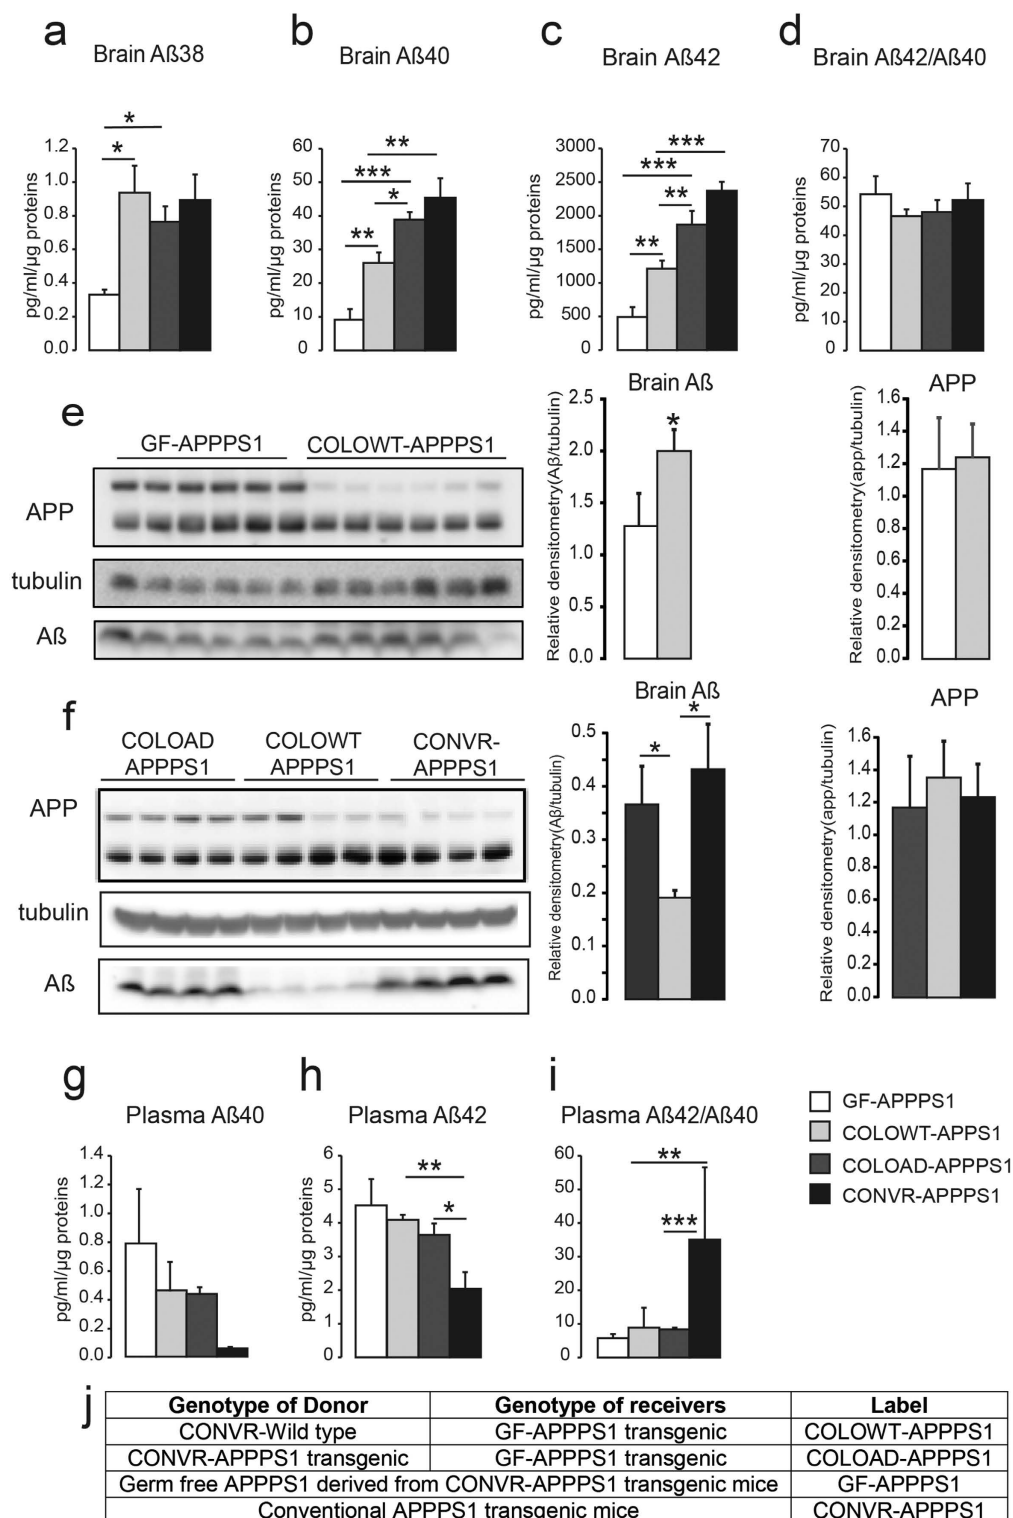 a
Brain Aß38
b
Brain Aß40
c
Brain Aß42
d
Brain Aß42/Aß40
pg/ml/µg proteins
1.2
1.0
0.8
0.6
0.4
0.2
0.0
*
*
pg/ml/µg proteins
60
50
40
30
20
10
0
**
***
*
**
pg/ml/µg proteins
3000
2500
2000
1500
1000
500
0
***
***
**
**
pg/ml/µg proteins
70
60
50
40
30
20
10
0
e
GF-APPPS1
COLOWT-APPPS1
APP
tubulin
Aß
Brain Aß
Relative densitometry(Aβ/tubulin)
2.5
2.0
1.5
1.0
0.5
0.0
*
APP
Relative densitometry(app/tubulin)
1.6
1.4
1.2
1.0
0.8
0.6
0.4
0.2
0.0
f
COLOAD
APPPS1
COLOWT
APPPS1
CONVR-
APPPS1
APP
tubulin
Aß
Brain Aß
Relative densitometry(Aβ/tubulin)
0.5
0.4
0.3
0.2
0.1
0.0
*
*
APP
Relative densitometry(app/tubulin)
1.6
1.4
1.2
1.0
0.8
0.6
0.4
0.2
0.0
g
Plasma Aß40
pg/ml/µg proteins
1.4
1.2
1.0
0.8
0.6
0.4
0.2
0.0
h
Plasma Aß42
pg/ml/µg proteins
6
5
4
3
2
1
0
**
*
i
Plasma Aß42/Aß40
60
50
40
30
20
10
0
**
***
GF-APPPS1
COLOWT-APPS1
COLOAD-APPPS1
CONVR-APPPS1
j
Genotype of Donor Genotype of receivers Label
CONVR-Wild type GF-APPPS1 transgenic COLOWT-APPPS1
CONVR-APPPS1 transgenic GF-APPPS1 transgenic COLOAD-APPPS1
Germ free APPPS1 derived from CONVR-APPPS1 transgenic mice GF-APPPS1
Conventional APPPS1 transgenic mice CONVR-APPPS1